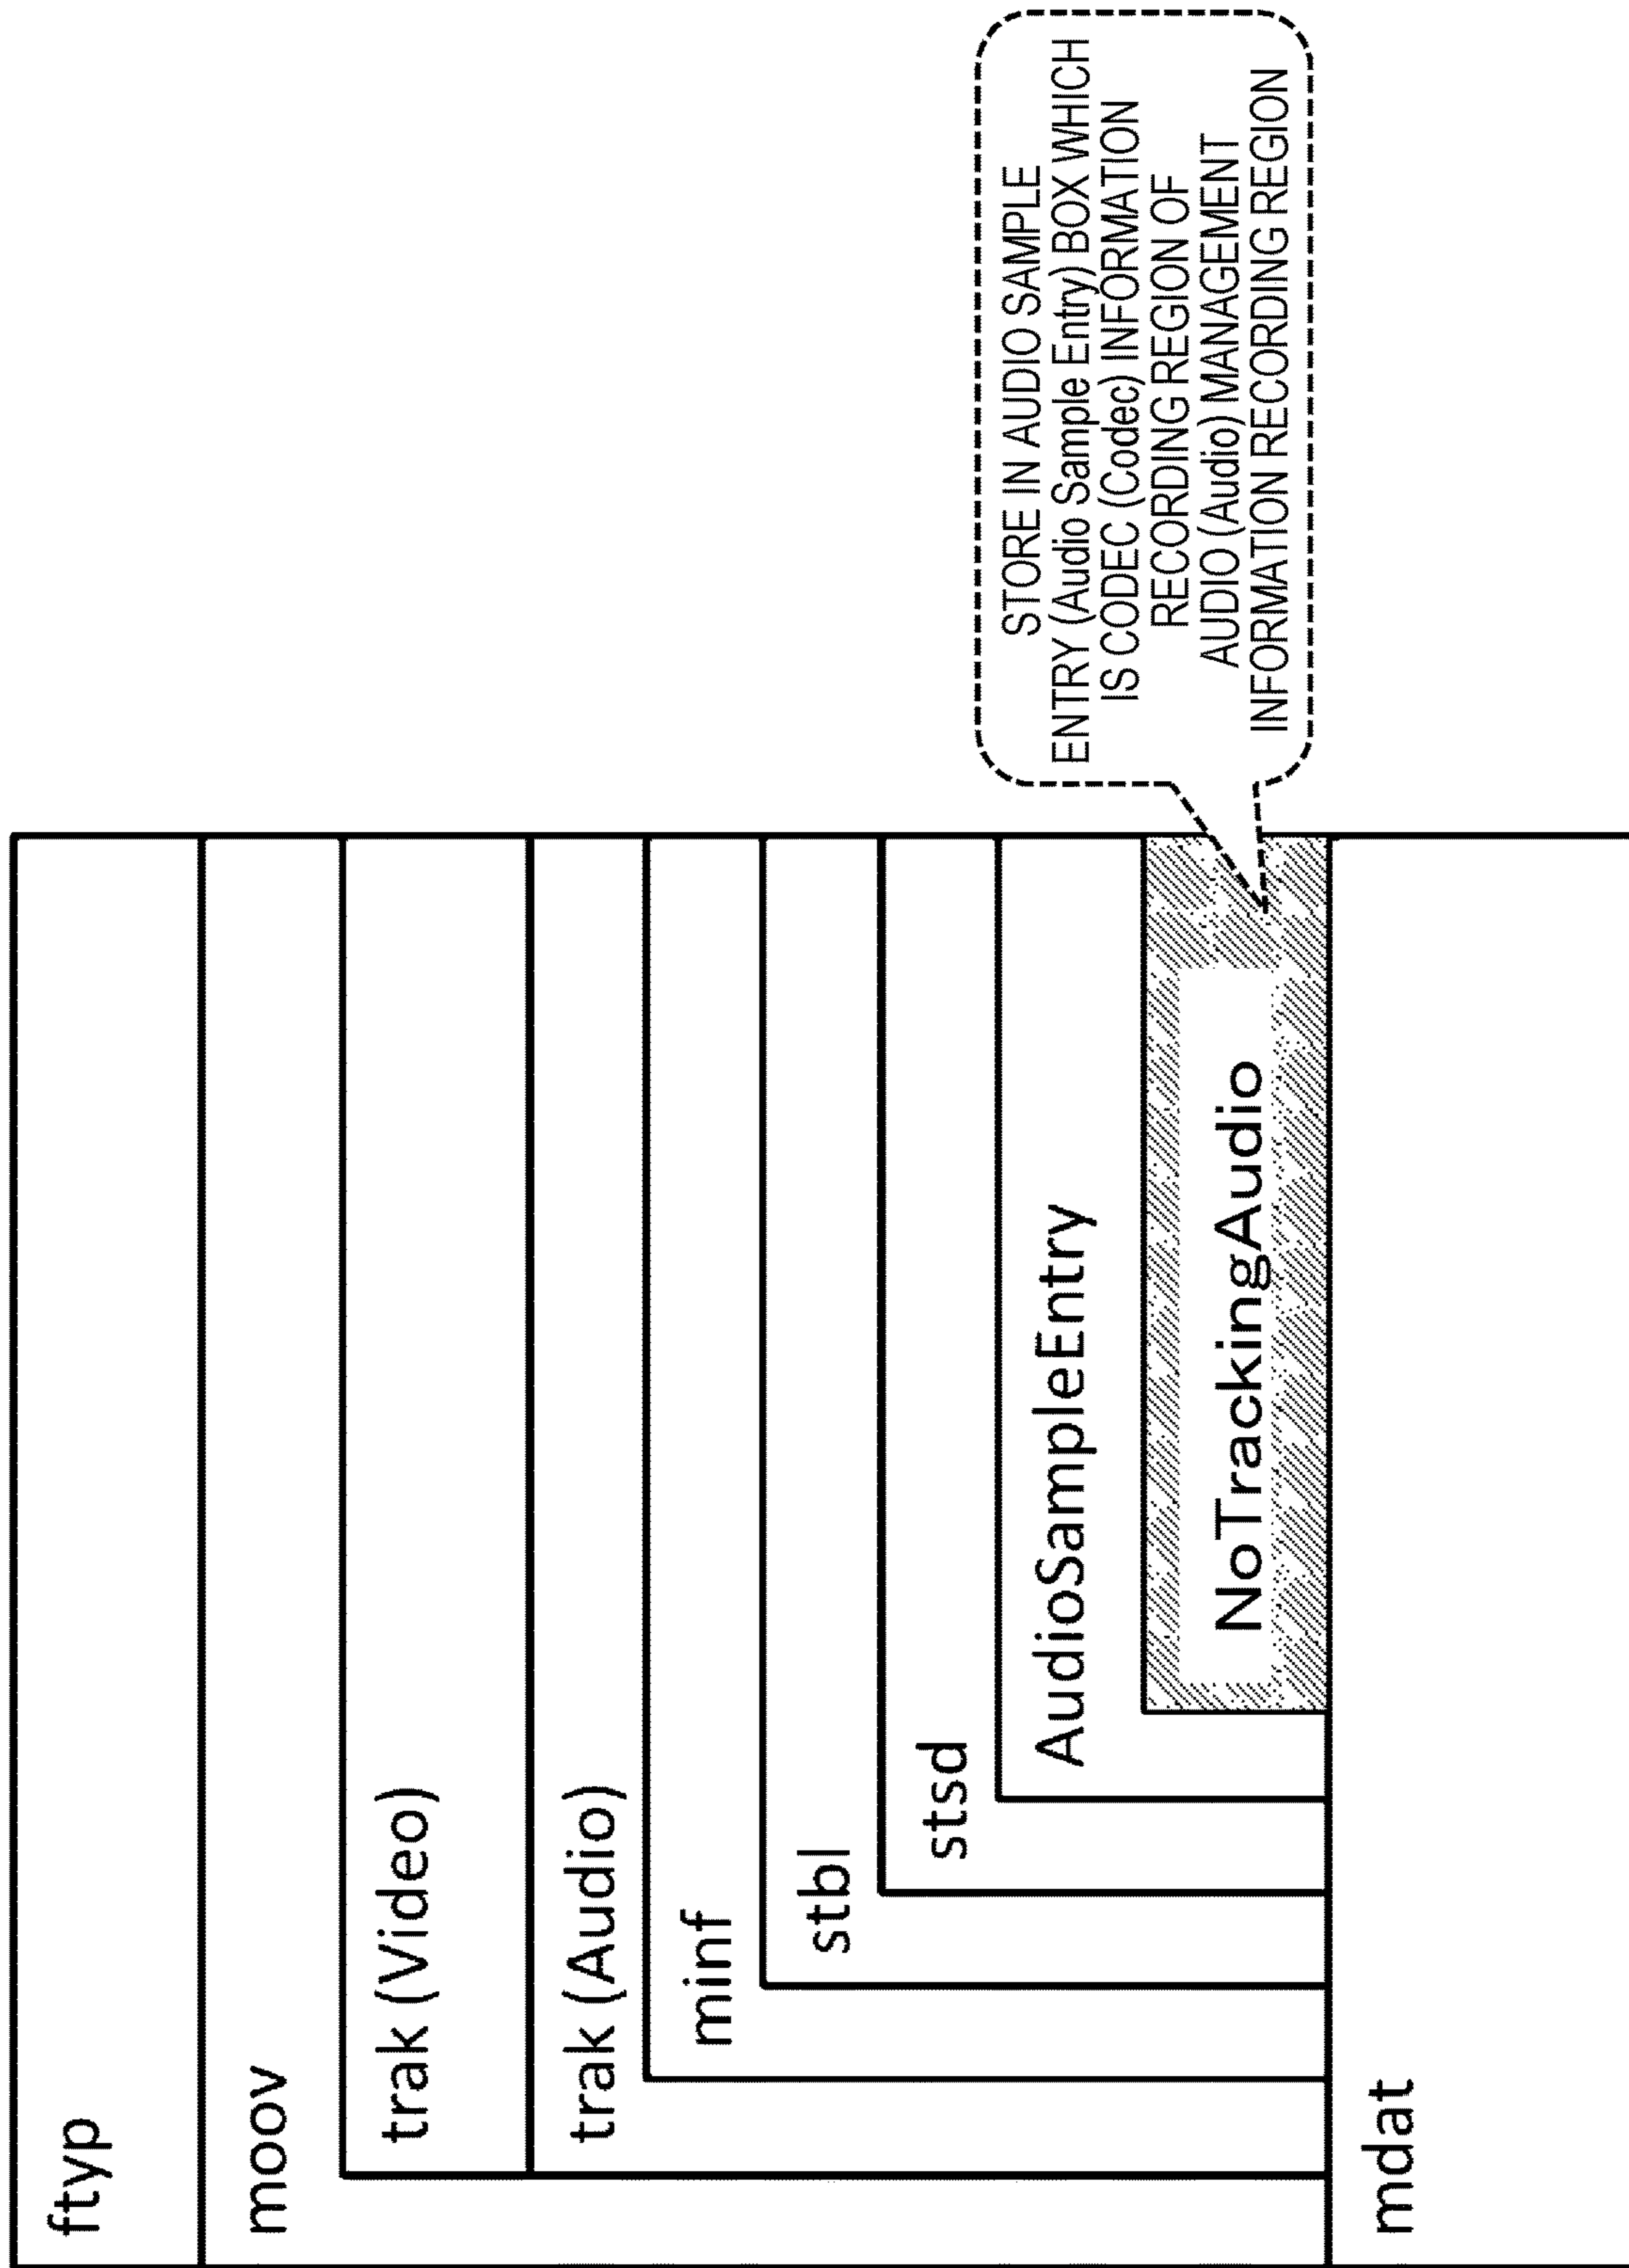 ftyp
moov
trak (Video)
trak (Audio)
minf
stbl
stsd
AudioSampleEntry
NoTrackingAudio
mdat
STORE IN AUDIO SAMPLE
ENTRY (Audio Sample Entry) BOX WHICH
IS CODEC (Codec) INFORMATION
RECORDING REGION OF
AUDIO (Audio) MANAGEMENT
INFORMATION RECORDING REGION